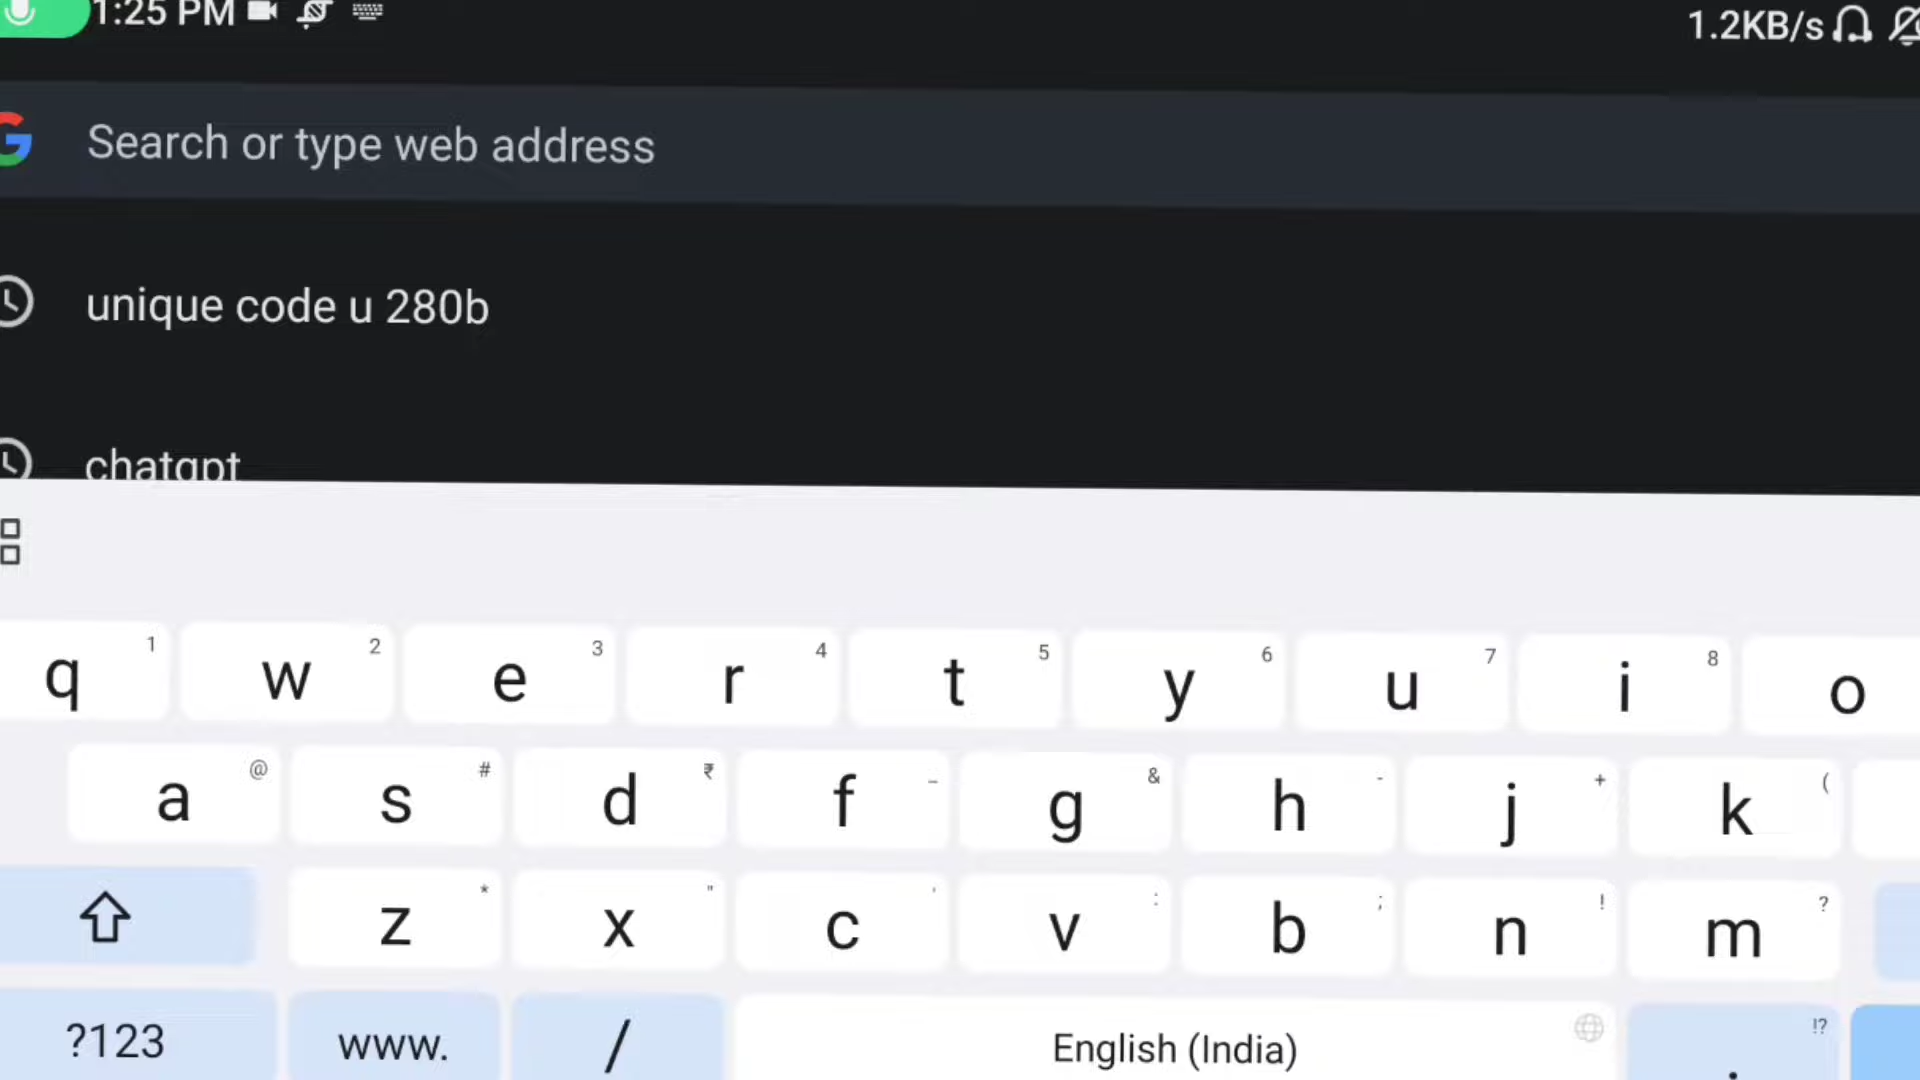 1:25 PM 1.2KB/s
Search or type web address
unique code u 280b
chatgpt
q 1 w 2 e 3 r 4 t 5 y 6 u 7 i 8 o
a @ s # d ₹ f _ g & h - j + k (
z * x " c ' v : b ; n ! m ?
?123 www. / English (India) . !?